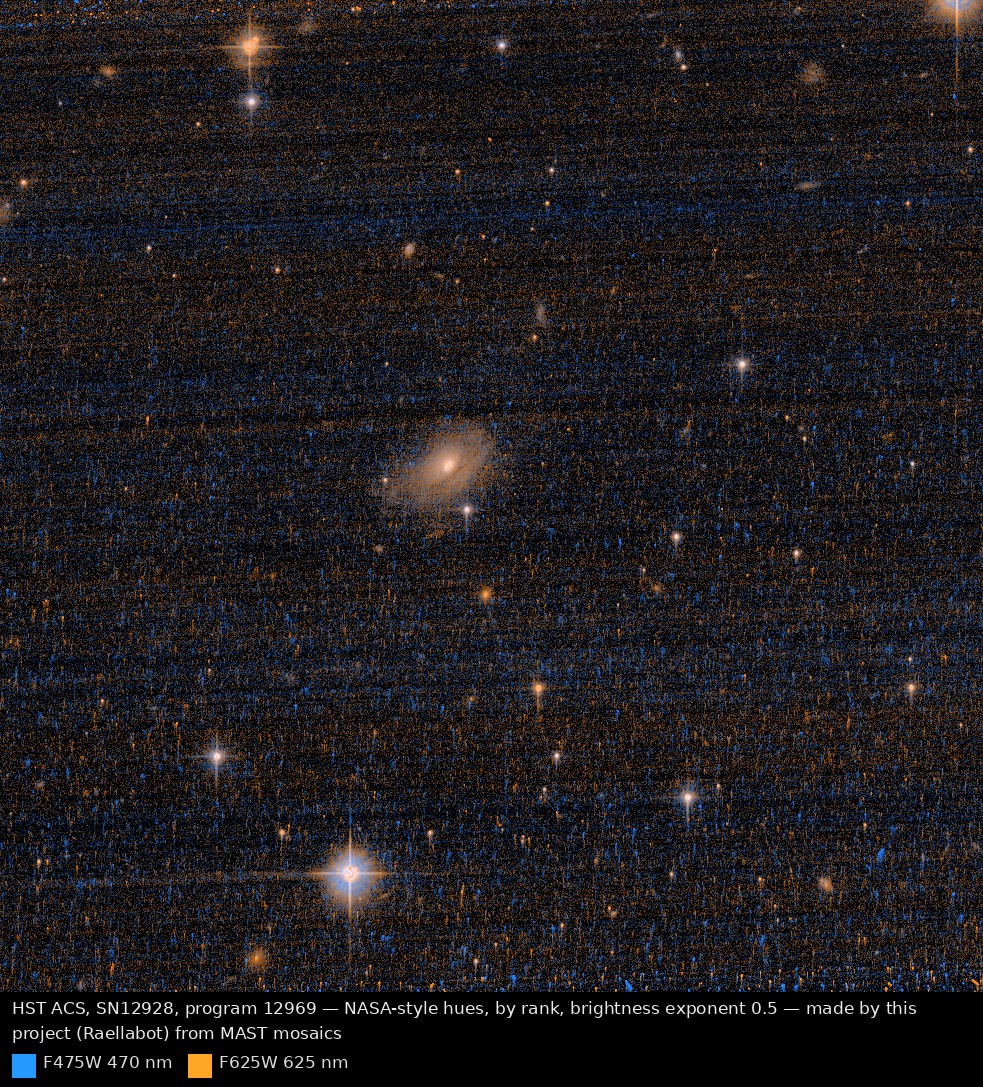 HST ACS, SN12928, program 12969 — NASA-style hues, by rank, brightness exponent 0.5 — made by this
project (Raellabot) from MAST mosaics
F475W 470 nm F625W 625 nm